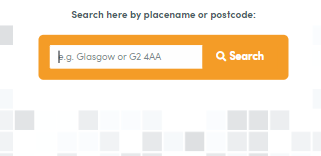 Search here by placename or postcode:
e.g. Glasgow or G2 4AA
Search